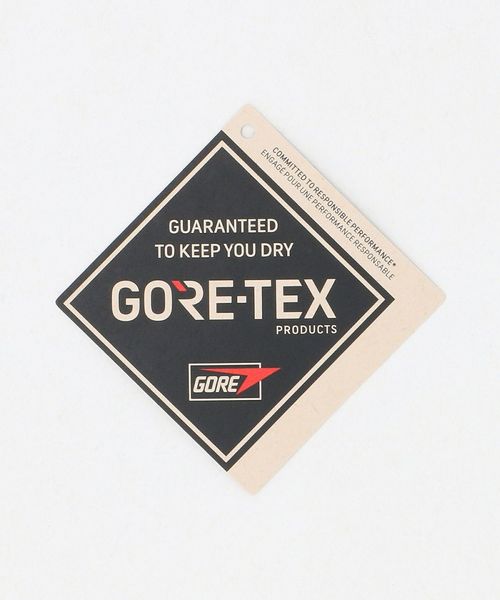 COMMITTED TO RESPONSIBLE PERFORMANCE*
ENGAGÉ POUR UNE PERFORMANCE RESPONSABLE
GUARANTEED
TO KEEP YOU DRY
GORE-TEX
PRODUCTS
GORE